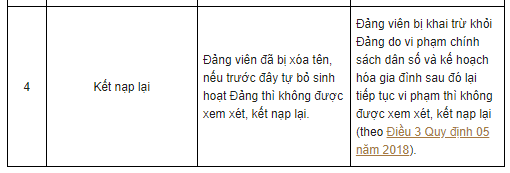 4
Kết nạp lại
Đảng viên đã bị xóa tên,
nếu trước đây tự bỏ sinh
hoạt Đảng thì không được
xem xét, kết nạp lại.
Đảng viên bị khai trừ khỏi
Đảng do vi phạm chính
sách dân số và kế hoạch
hóa gia đình sau đó lại
tiếp tục vi phạm thì không
được xem xét, kết nạp lại
(theo Điều 3 Quy định 05
năm 2018).